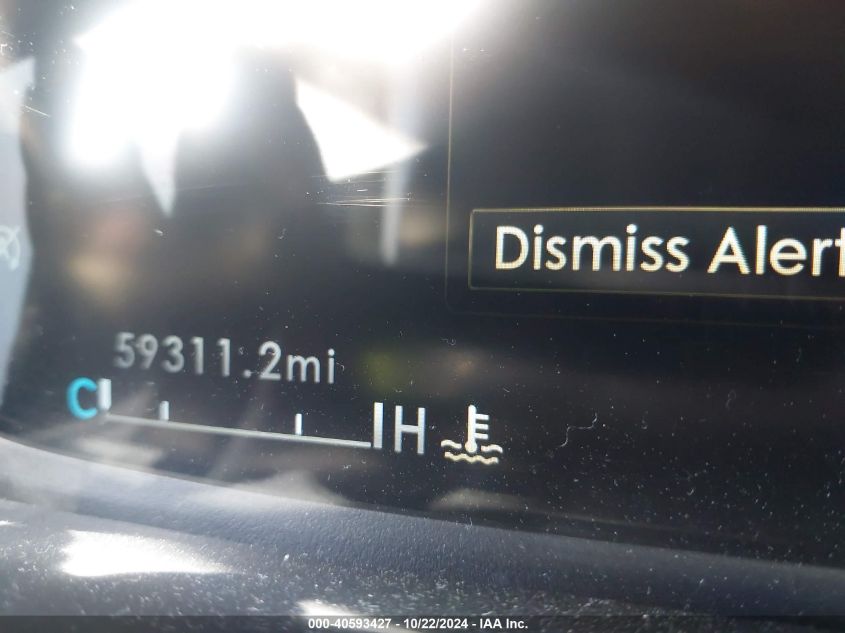 Dismiss Alert
59311.2mi
C H
000-40593427 - 10/22/2024 - IAA Inc.